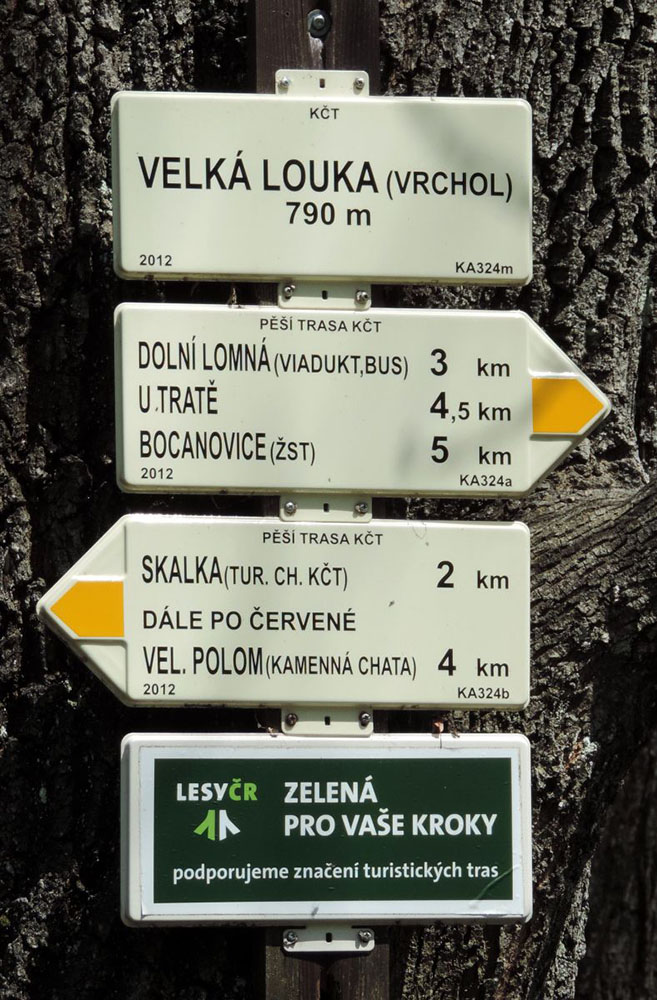 KČT
VELKÁ LOUKA (VRCHOL)
790 m
2012 KA324m
PĚŠÍ TRASA KČT
DOLNÍ LOMNÁ (VIADUKT,BUS) 3 km
U TRATĚ 4,5 km
BOCANOVICE (ŽST) 5 km
2012 KA324a
PĚŠÍ TRASA KČT
SKALKA (TUR. CH. KČT) 2 km
DÁLE PO ČERVENÉ
VEL. POLOM (KAMENNÁ CHATA) 4 km
2012 KA324b
LESYČR ZELENÁ
PRO VAŠE KROKY
podporujeme značení turistických tras